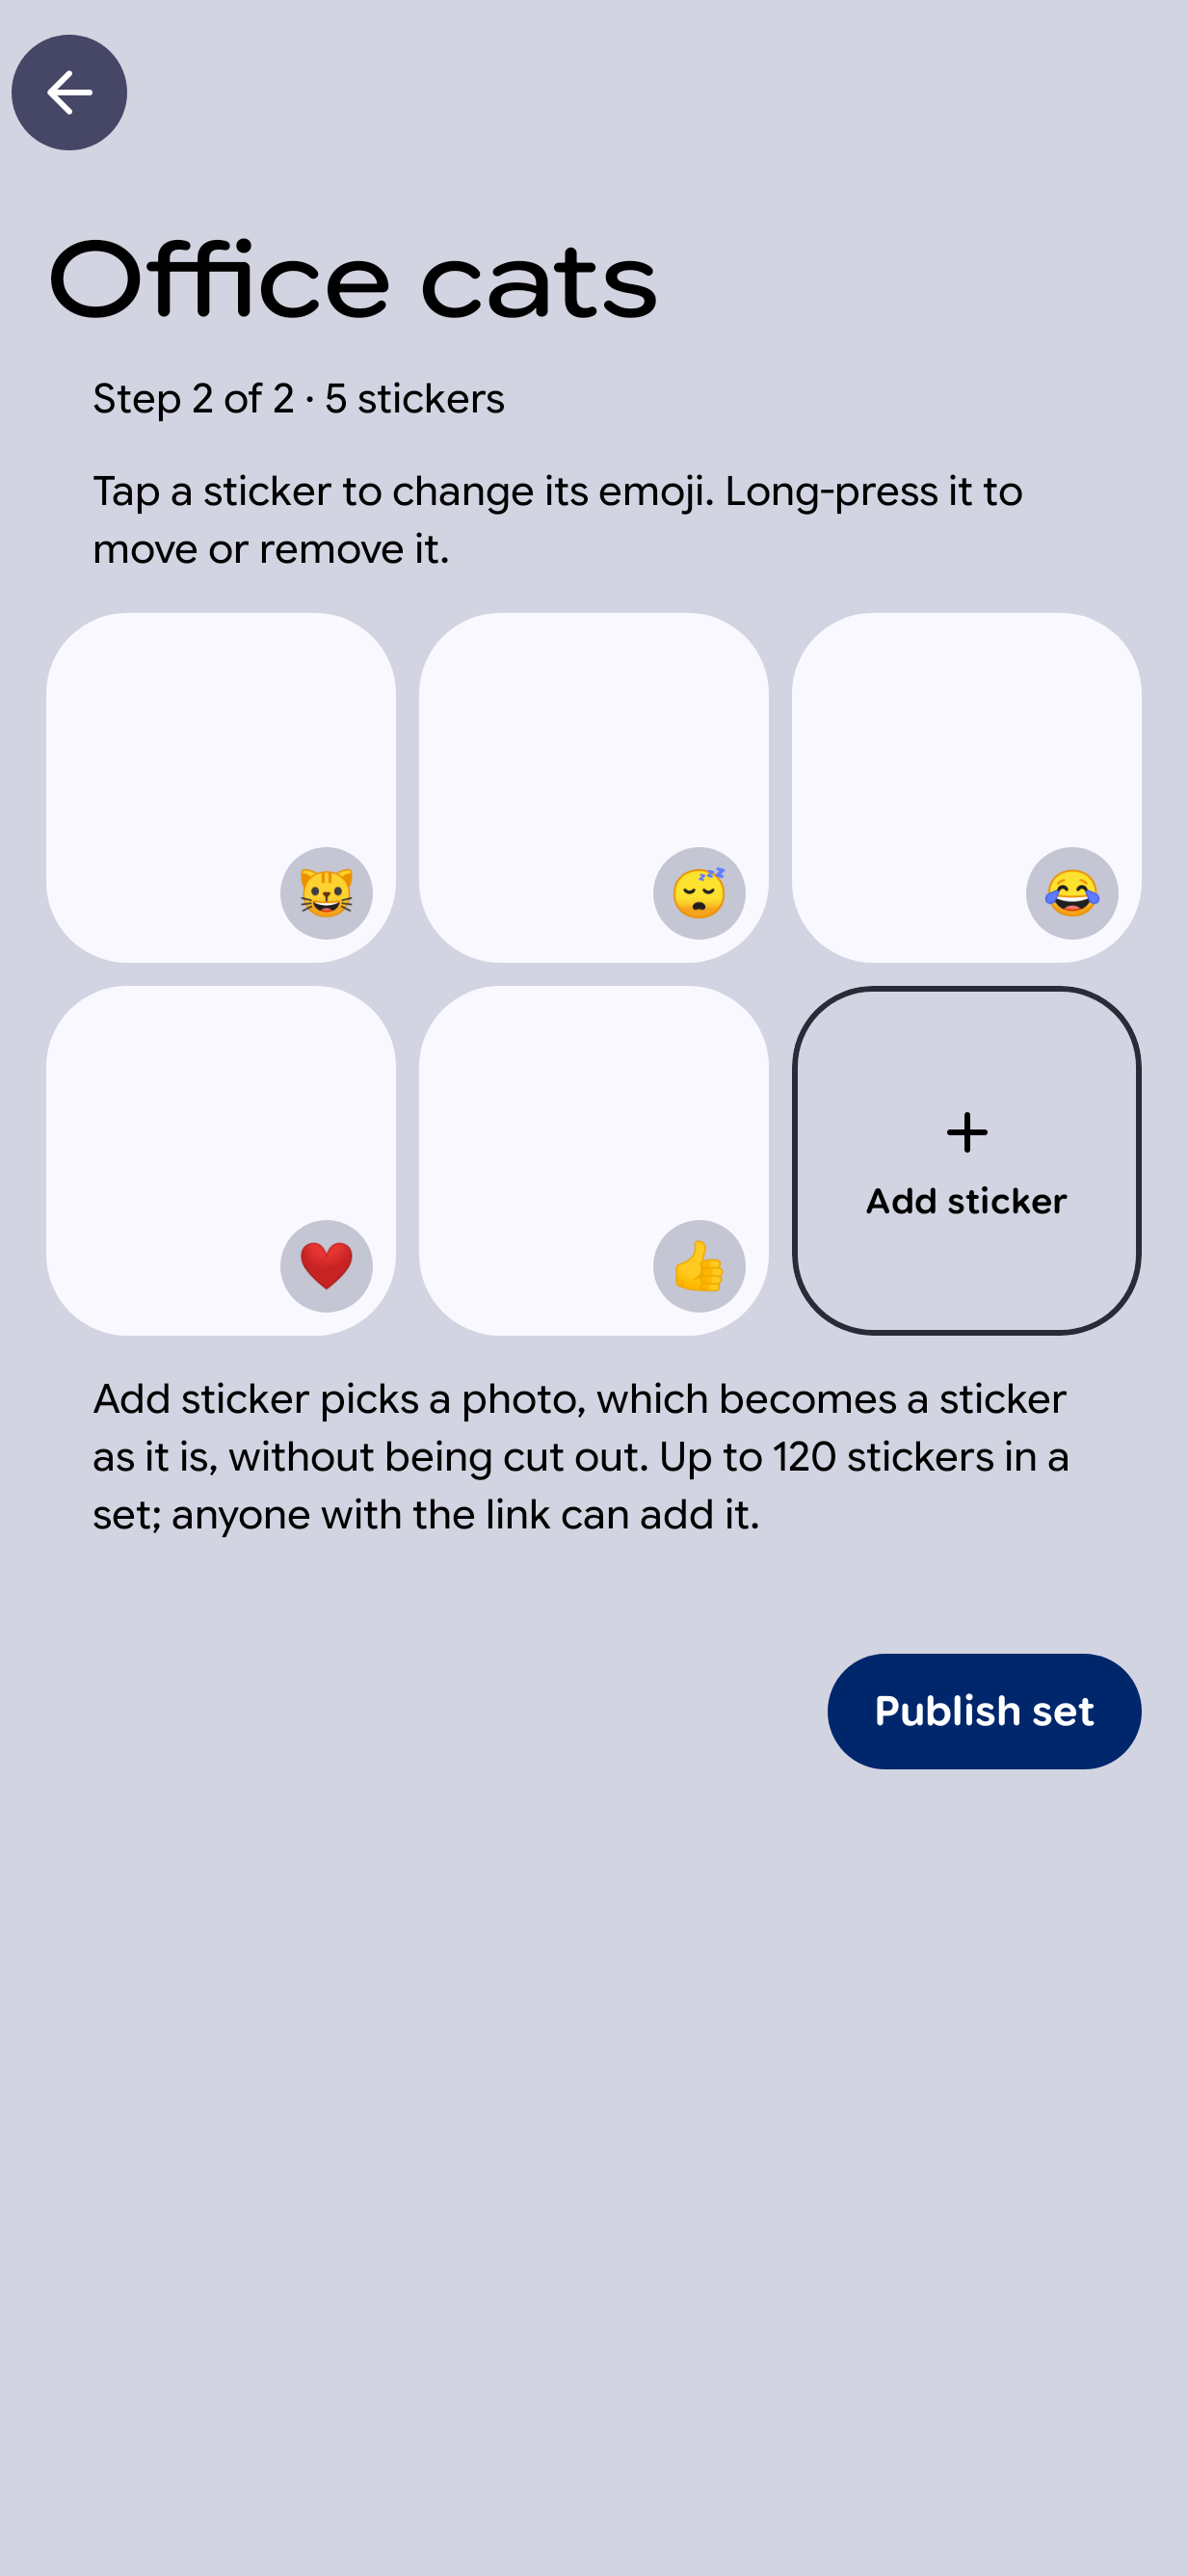 Office cats
Step 2 of 2 · 5 stickers
Tap a sticker to change its emoji. Long-press it to
move or remove it.
Add sticker
Add sticker picks a photo, which becomes a sticker
as it is, without being cut out. Up to 120 stickers in a
set; anyone with the link can add it.
Publish set